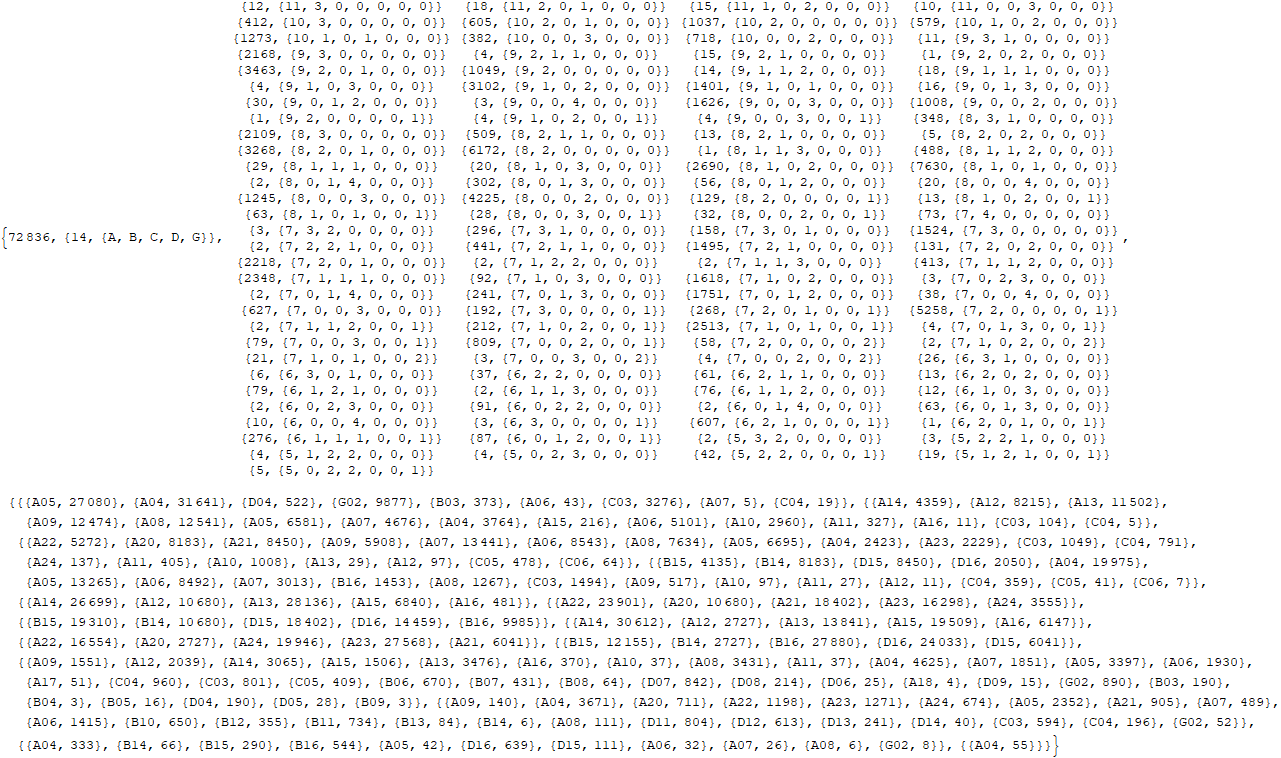 {12, {11, 3, 0, 0, 0, 0, 0}} {18, {11, 2, 0, 1, 0, 0, 0}} {15, {11, 1, 0, 2, 0, 0, 0}} {10, {11, 0, 0, 3, 0, 0, 0}}
{412, {10, 3, 0, 0, 0, 0, 0}} {605, {10, 2, 0, 1, 0, 0, 0}} {1037, {10, 2, 0, 0, 0, 0, 0}} {579, {10, 1, 0, 2, 0, 0, 0}}
{1273, {10, 1, 0, 1, 0, 0, 0}} {382, {10, 0, 0, 3, 0, 0, 0}} {718, {10, 0, 0, 2, 0, 0, 0}} {11, {9, 3, 1, 0, 0, 0, 0}}
{2168, {9, 3, 0, 0, 0, 0, 0}} {4, {9, 2, 1, 1, 0, 0, 0}} {15, {9, 2, 1, 0, 0, 0, 0}} {1, {9, 2, 0, 2, 0, 0, 0}}
{3463, {9, 2, 0, 1, 0, 0, 0}} {1049, {9, 2, 0, 0, 0, 0, 0}} {14, {9, 1, 1, 2, 0, 0, 0}} {18, {9, 1, 1, 1, 0, 0, 0}}
{4, {9, 1, 0, 3, 0, 0, 0}} {3102, {9, 1, 0, 2, 0, 0, 0}} {1401, {9, 1, 0, 1, 0, 0, 0}} {16, {9, 0, 1, 3, 0, 0, 0}}
{30, {9, 0, 1, 2, 0, 0, 0}} {3, {9, 0, 0, 4, 0, 0, 0}} {1626, {9, 0, 0, 3, 0, 0, 0}} {1008, {9, 0, 0, 2, 0, 0, 0}}
{1, {9, 2, 0, 0, 0, 0, 1}} {4, {9, 1, 0, 2, 0, 0, 1}} {4, {9, 0, 0, 3, 0, 0, 1}} {348, {8, 3, 1, 0, 0, 0, 0}}
{2109, {8, 3, 0, 0, 0, 0, 0}} {509, {8, 2, 1, 1, 0, 0, 0}} {13, {8, 2, 1, 0, 0, 0, 0}} {5, {8, 2, 0, 2, 0, 0, 0}}
{3268, {8, 2, 0, 1, 0, 0, 0}} {6172, {8, 2, 0, 0, 0, 0, 0}} {1, {8, 1, 1, 3, 0, 0, 0}} {488, {8, 1, 1, 2, 0, 0, 0}}
{29, {8, 1, 1, 1, 0, 0, 0}} {20, {8, 1, 0, 3, 0, 0, 0}} {2690, {8, 1, 0, 2, 0, 0, 0}} {7630, {8, 1, 0, 1, 0, 0, 0}}
{2, {8, 0, 1, 4, 0, 0, 0}} {302, {8, 0, 1, 3, 0, 0, 0}} {56, {8, 0, 1, 2, 0, 0, 0}} {20, {8, 0, 0, 4, 0, 0, 0}}
{1245, {8, 0, 0, 3, 0, 0, 0}} {4225, {8, 0, 0, 2, 0, 0, 0}} {129, {8, 2, 0, 0, 0, 0, 1}} {13, {8, 1, 0, 2, 0, 0, 1}}
{63, {8, 1, 0, 1, 0, 0, 1}} {28, {8, 0, 0, 3, 0, 0, 1}} {32, {8, 0, 0, 2, 0, 0, 1}} {73, {7, 4, 0, 0, 0, 0, 0}}
{3, {7, 3, 2, 0, 0, 0, 0}} {296, {7, 3, 1, 0, 0, 0, 0}} {158, {7, 3, 0, 1, 0, 0, 0}} {1524, {7, 3, 0, 0, 0, 0, 0}}
{72836, {14, {A, B, C, D, G}}, {2, {7, 2, 2, 1, 0, 0, 0}} {441, {7, 2, 1, 1, 0, 0, 0}} {1495, {7, 2, 1, 0, 0, 0, 0}} {131, {7, 2, 0, 2, 0, 0, 0}} ,
{2218, {7, 2, 0, 1, 0, 0, 0}} {2, {7, 1, 2, 2, 0, 0, 0}} {2, {7, 1, 1, 3, 0, 0, 0}} {413, {7, 1, 1, 2, 0, 0, 0}}
{2348, {7, 1, 1, 1, 0, 0, 0}} {92, {7, 1, 0, 3, 0, 0, 0}} {1618, {7, 1, 0, 2, 0, 0, 0}} {3, {7, 0, 2, 3, 0, 0, 0}}
{2, {7, 0, 1, 4, 0, 0, 0}} {241, {7, 0, 1, 3, 0, 0, 0}} {1751, {7, 0, 1, 2, 0, 0, 0}} {38, {7, 0, 0, 4, 0, 0, 0}}
{627, {7, 0, 0, 3, 0, 0, 0}} {192, {7, 3, 0, 0, 0, 0, 1}} {268, {7, 2, 0, 1, 0, 0, 1}} {5258, {7, 2, 0, 0, 0, 0, 1}}
{2, {7, 1, 1, 2, 0, 0, 1}} {212, {7, 1, 0, 2, 0, 0, 1}} {2513, {7, 1, 0, 1, 0, 0, 1}} {4, {7, 0, 1, 3, 0, 0, 1}}
{79, {7, 0, 0, 3, 0, 0, 1}} {809, {7, 0, 0, 2, 0, 0, 1}} {58, {7, 2, 0, 0, 0, 0, 2}} {2, {7, 1, 0, 2, 0, 0, 2}}
{21, {7, 1, 0, 1, 0, 0, 2}} {3, {7, 0, 0, 3, 0, 0, 2}} {4, {7, 0, 0, 2, 0, 0, 2}} {26, {6, 3, 1, 0, 0, 0, 0}}
{6, {6, 3, 0, 1, 0, 0, 0}} {37, {6, 2, 2, 0, 0, 0, 0}} {61, {6, 2, 1, 1, 0, 0, 0}} {13, {6, 2, 0, 2, 0, 0, 0}}
{79, {6, 1, 2, 1, 0, 0, 0}} {2, {6, 1, 1, 3, 0, 0, 0}} {76, {6, 1, 1, 2, 0, 0, 0}} {12, {6, 1, 0, 3, 0, 0, 0}}
{2, {6, 0, 2, 3, 0, 0, 0}} {91, {6, 0, 2, 2, 0, 0, 0}} {2, {6, 0, 1, 4, 0, 0, 0}} {63, {6, 0, 1, 3, 0, 0, 0}}
{10, {6, 0, 0, 4, 0, 0, 0}} {3, {6, 3, 0, 0, 0, 0, 1}} {607, {6, 2, 1, 0, 0, 0, 1}} {1, {6, 2, 0, 1, 0, 0, 1}}
{276, {6, 1, 1, 1, 0, 0, 1}} {87, {6, 0, 1, 2, 0, 0, 1}} {2, {5, 3, 2, 0, 0, 0, 0}} {3, {5, 2, 2, 1, 0, 0, 0}}
{4, {5, 1, 2, 2, 0, 0, 0}} {4, {5, 0, 2, 3, 0, 0, 0}} {42, {5, 2, 2, 0, 0, 0, 1}} {19, {5, 1, 2, 1, 0, 0, 1}}
{5, {5, 0, 2, 2, 0, 0, 1}}
{{{A05, 27080}, {A04, 31641}, {D04, 522}, {G02, 9877}, {B03, 373}, {A06, 43}, {C03, 3276}, {A07, 5}, {C04, 19}}, {{A14, 4359}, {A12, 8215}, {A13, 11502},
{A09, 12474}, {A08, 12541}, {A05, 6581}, {A07, 4676}, {A04, 3764}, {A15, 216}, {A06, 5101}, {A10, 2960}, {A11, 327}, {A16, 11}, {C03, 104}, {C04, 5}},
{{A22, 5272}, {A20, 8183}, {A21, 8450}, {A09, 5908}, {A07, 13441}, {A06, 8543}, {A08, 7634}, {A05, 6695}, {A04, 2423}, {A23, 2229}, {C03, 1049}, {C04, 791},
{A24, 137}, {A11, 405}, {A10, 1008}, {A13, 29}, {A12, 97}, {C05, 478}, {C06, 64}}, {{B15, 4135}, {B14, 8183}, {D15, 8450}, {D16, 2050}, {A04, 19975},
{A05, 13265}, {A06, 8492}, {A07, 3013}, {B16, 1453}, {A08, 1267}, {C03, 1494}, {A09, 517}, {A10, 97}, {A11, 27}, {A12, 11}, {C04, 359}, {C05, 41}, {C06, 7}},
{{A14, 26699}, {A12, 10680}, {A13, 28136}, {A15, 6840}, {A16, 481}}, {{A22, 23901}, {A20, 10680}, {A21, 18402}, {A23, 16298}, {A24, 3555}},
{{B15, 19310}, {B14, 10680}, {D15, 18402}, {D16, 14459}, {B16, 9985}}, {{A14, 30612}, {A12, 2727}, {A13, 13841}, {A15, 19509}, {A16, 6147}},
{{A22, 16554}, {A20, 2727}, {A24, 19946}, {A23, 27568}, {A21, 6041}}, {{B15, 12155}, {B14, 2727}, {B16, 27880}, {D16, 24033}, {D15, 6041}},
{{A09, 1551}, {A12, 2039}, {A14, 3065}, {A15, 1506}, {A13, 3476}, {A16, 370}, {A10, 37}, {A08, 3431}, {A11, 37}, {A04, 4625}, {A07, 1851}, {A05, 3397}, {A06, 1930},
{A17, 51}, {C04, 960}, {C03, 801}, {C05, 409}, {B06, 670}, {B07, 431}, {B08, 64}, {D07, 842}, {D08, 214}, {D06, 25}, {A18, 4}, {D09, 15}, {G02, 890}, {B03, 190},
{B04, 3}, {B05, 16}, {D04, 190}, {D05, 28}, {B09, 3}}, {{A09, 140}, {A04, 3671}, {A20, 711}, {A22, 1198}, {A23, 1271}, {A24, 674}, {A05, 2352}, {A21, 905}, {A07, 489},
{A06, 1415}, {B10, 650}, {B12, 355}, {B11, 734}, {B13, 84}, {B14, 6}, {A08, 111}, {D11, 804}, {D12, 613}, {D13, 241}, {D14, 40}, {C03, 594}, {C04, 196}, {G02, 52}},
{{A04, 333}, {B14, 66}, {B15, 290}, {B16, 544}, {A05, 42}, {D16, 639}, {D15, 111}, {A06, 32}, {A07, 26}, {A08, 6}, {G02, 8}}, {{A04, 55}}}}